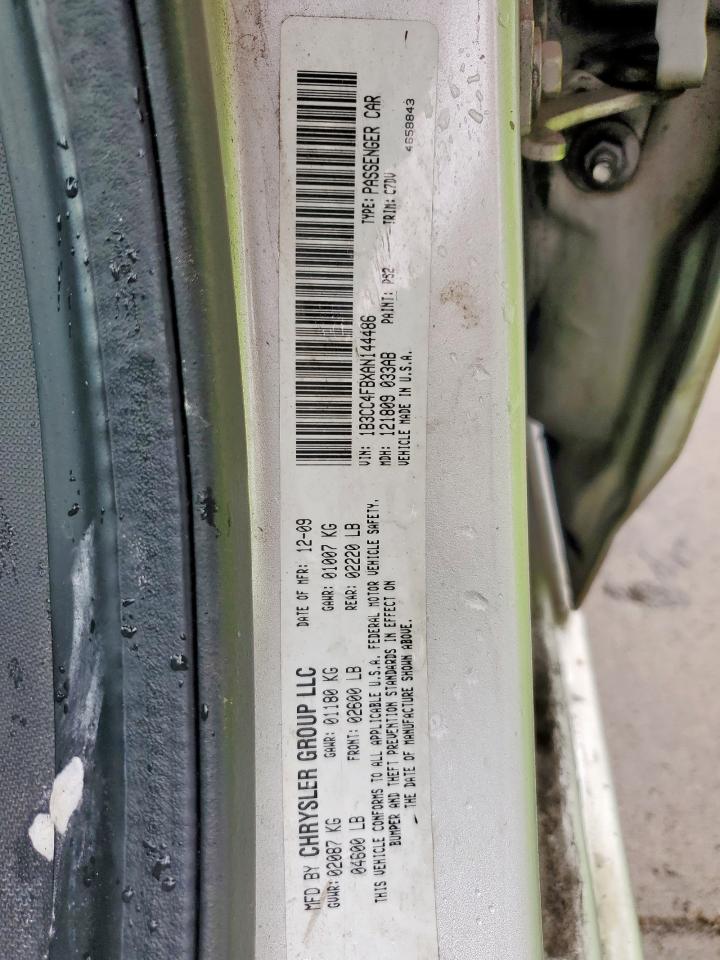 MFD BY CHRYSLER GROUP LLC DATE OF MFR: 12-09
GVWR: 02087 KG GAWR: 01180 KG GAWR: 01007 KG
04600 LB FRONT: 02600 LB REAR: 02220 LB
THIS VEHICLE CONFORMS TO ALL APPLICABLE U.S.A. FEDERAL MOTOR VEHICLE SAFETY,
BUMPER AND THEFT PREVENTION STANDARDS IN EFFECT ON
THE DATE OF MANUFACTURE SHOWN ABOVE.
VIN: 1B3CC4FBXAN144486 TYPE: PASSENGER CAR
MDH: 121809 033AB PAINT: PS2 TRIM: C7DV
VEHICLE MADE IN U.S.A. 4658843